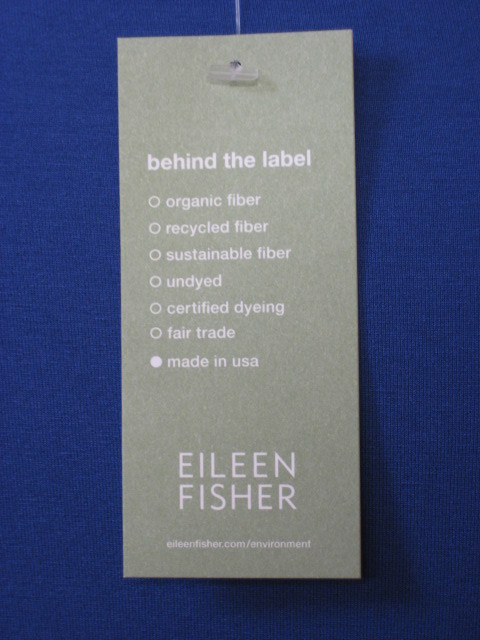 behind the label
organic fiber
recycled fiber
sustainable fiber
undyed
certified dyeing
fair trade
made in usa
EILEEN
FISHER
eileenfisher.com/environment